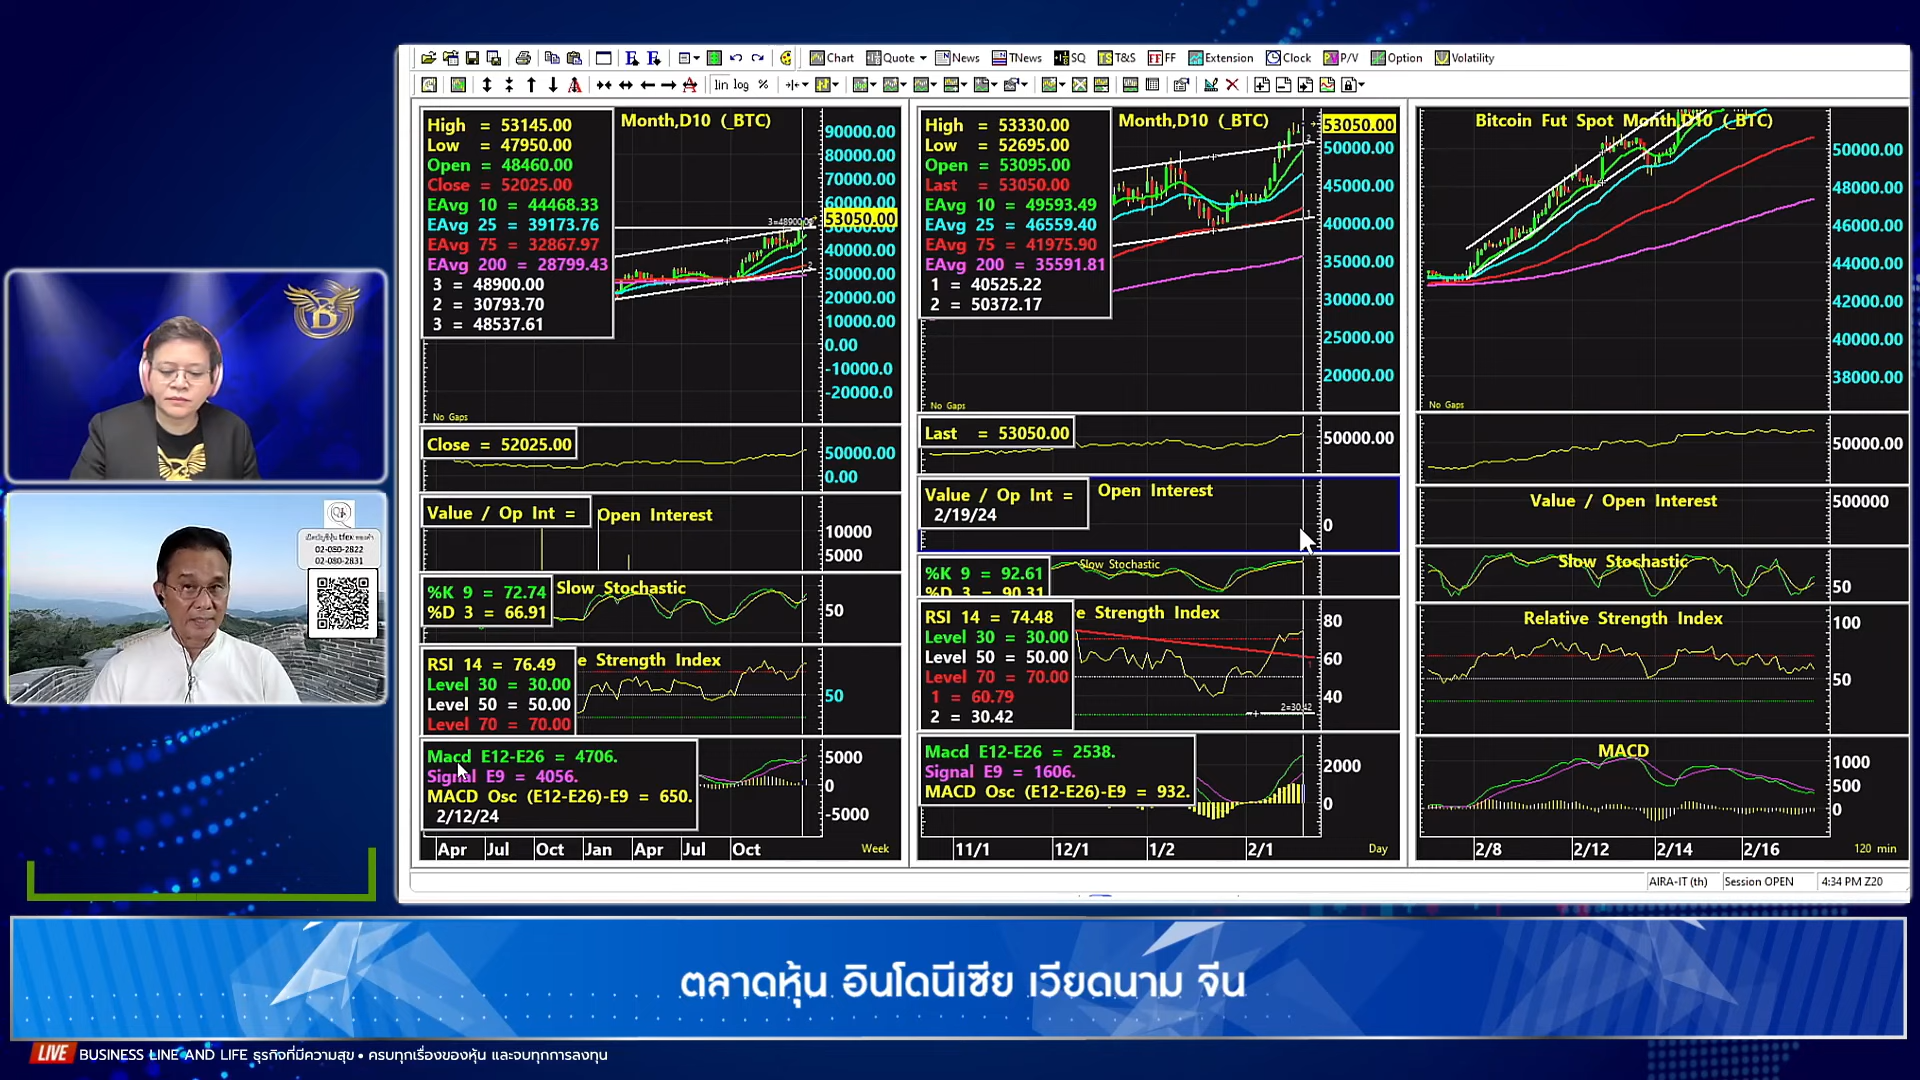 Chart Quote News TNews SQ T&S FF Extension Clock P/V Option Volatility
lin log %
High = 53145.00
Low = 47950.00
Open = 48460.00
Close = 52025.00
EAvg 10 = 44468.33
EAvg 25 = 39173.76
EAvg 75 = 32867.97
EAvg 200 = 28799.43
3 = 48900.00
2 = 30793.70
3 = 48537.61
Month,D10 (_BTC)
90000.00
80000.00
70000.00
60000.00
53050.00
40000.00
30000.00
20000.00
10000.00
0.00
-10000.0
-20000.0
No Gaps
Close = 52025.00
50000.00
0.00
Value / Op Int =
Open Interest
10000
5000
%K 9 = 72.74
%D 3 = 66.91
Slow Stochastic
50
RSI 14 = 76.49
Level 30 = 30.00
Level 50 = 50.00
Level 70 = 70.00
e Strength Index
50
Macd E12-E26 = 4706.
Signal E9 = 4056.
MACD Osc (E12-E26)-E9 = 650.
2/12/24
5000
0
-5000
Apr Jul Oct Jan Apr Jul Oct Week
High = 53330.00
Low = 52695.00
Open = 53095.00
Last = 53050.00
EAvg 10 = 49593.49
EAvg 25 = 46559.40
EAvg 75 = 41975.90
EAvg 200 = 35591.81
1 = 40525.22
2 = 50372.17
Month,D10 (_BTC)
53050.00
50000.00
45000.00
40000.00
35000.00
30000.00
25000.00
20000.00
No Gaps
Last = 53050.00
50000.00
Value / Op Int =
2/19/24
Open Interest
0
%K 9 = 92.61
%D 3 = 90.31
Slow Stochastic
RSI 14 = 74.48
Level 30 = 30.00
Level 50 = 50.00
Level 70 = 70.00
1 = 60.79
2 = 30.42
e Strength Index
80
60
40
2=30.42
Macd E12-E26 = 2538.
Signal E9 = 1606.
MACD Osc (E12-E26)-E9 = 932.
2000
0
11/1 12/1 1/2 2/1 Day
Bitcoin Fut Spot Month,D10 (_BTC)
50000.00
48000.00
46000.00
44000.00
42000.00
40000.00
38000.00
No Gaps
50000.00
Value / Open Interest
500000
Slow Stochastic
50
Relative Strength Index
100
50
MACD
1000
500
0
2/8 2/12 2/14 2/16 120 min
AIRA-IT (th) Session OPEN 4:34 PM Z20
02-080-2822
02-080-2831
ตลาดหุ้น อินโดนีเซีย เวียดนาม จีน
LIVE BUSINESS LINE AND LIFE ธุรกิจที่มีความสุข • ครบทุกเรื่องของหุ้น และจบทุกการลงทุน